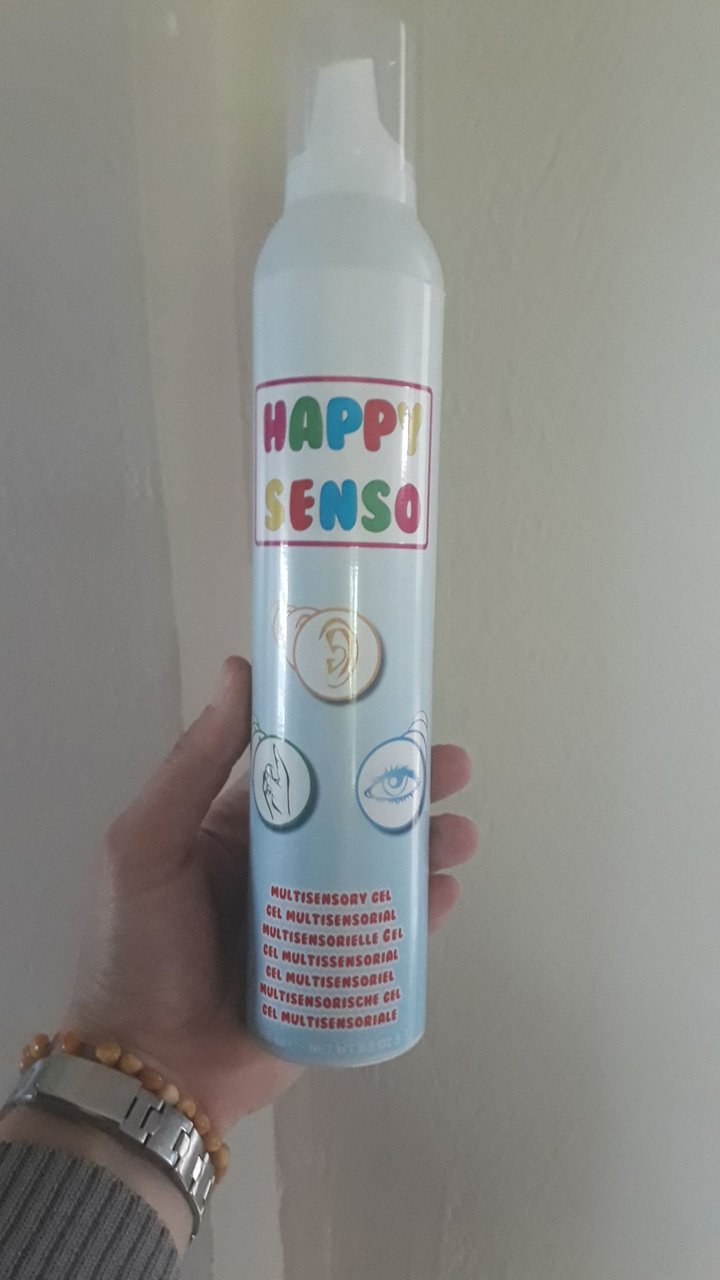 HAPPY
SENSO
MULTISENSORY GEL
GEL MULTISENSORIAL
MULTISENSORIELLE GEL
GEL MULTISSENSORIAL
GEL MULTISENSORIEL
MULTISENSORISCHE GEL
GEL MULTISENSORIALE